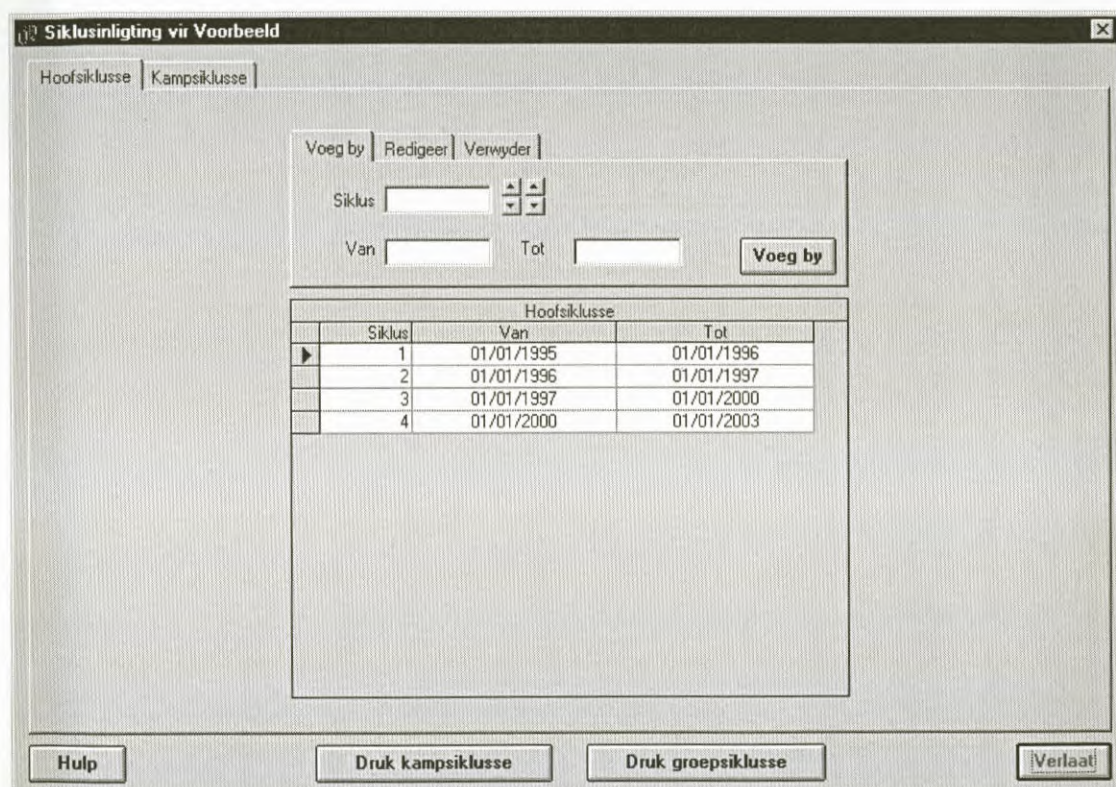 Siklusinligting vir Voorbeeld
Hoofsiklusse Kampsiklusse
Voeg by Redigeer Verwyder
Siklus
Van Tot Voeg by
Hoofsiklusse
Siklus Van Tot
1 01/01/1995 01/01/1996
2 01/01/1996 01/01/1997
3 01/01/1997 01/01/2000
4 01/01/2000 01/01/2003
Hulp Druk kampsiklusse Druk groepsiklusse Verlaat